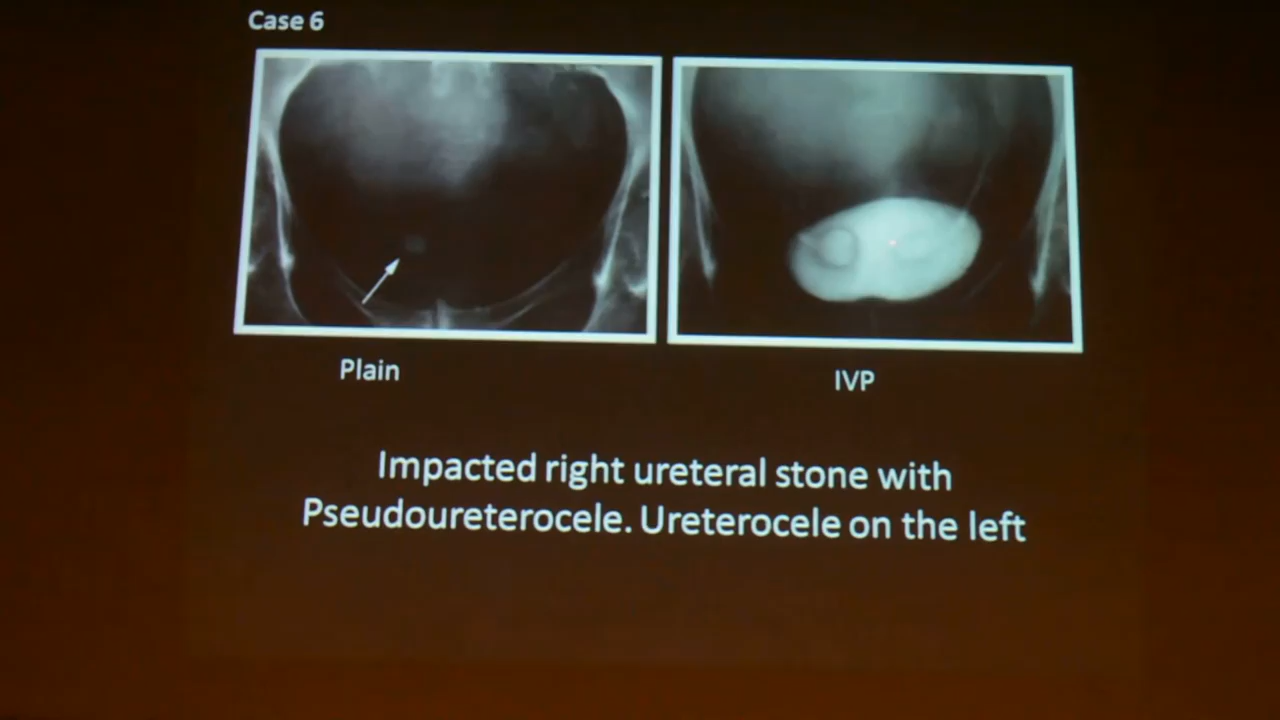 Case 6
Plain
IVP
Impacted right ureteral stone with
Pseudoureterocele. Ureterocele on the left